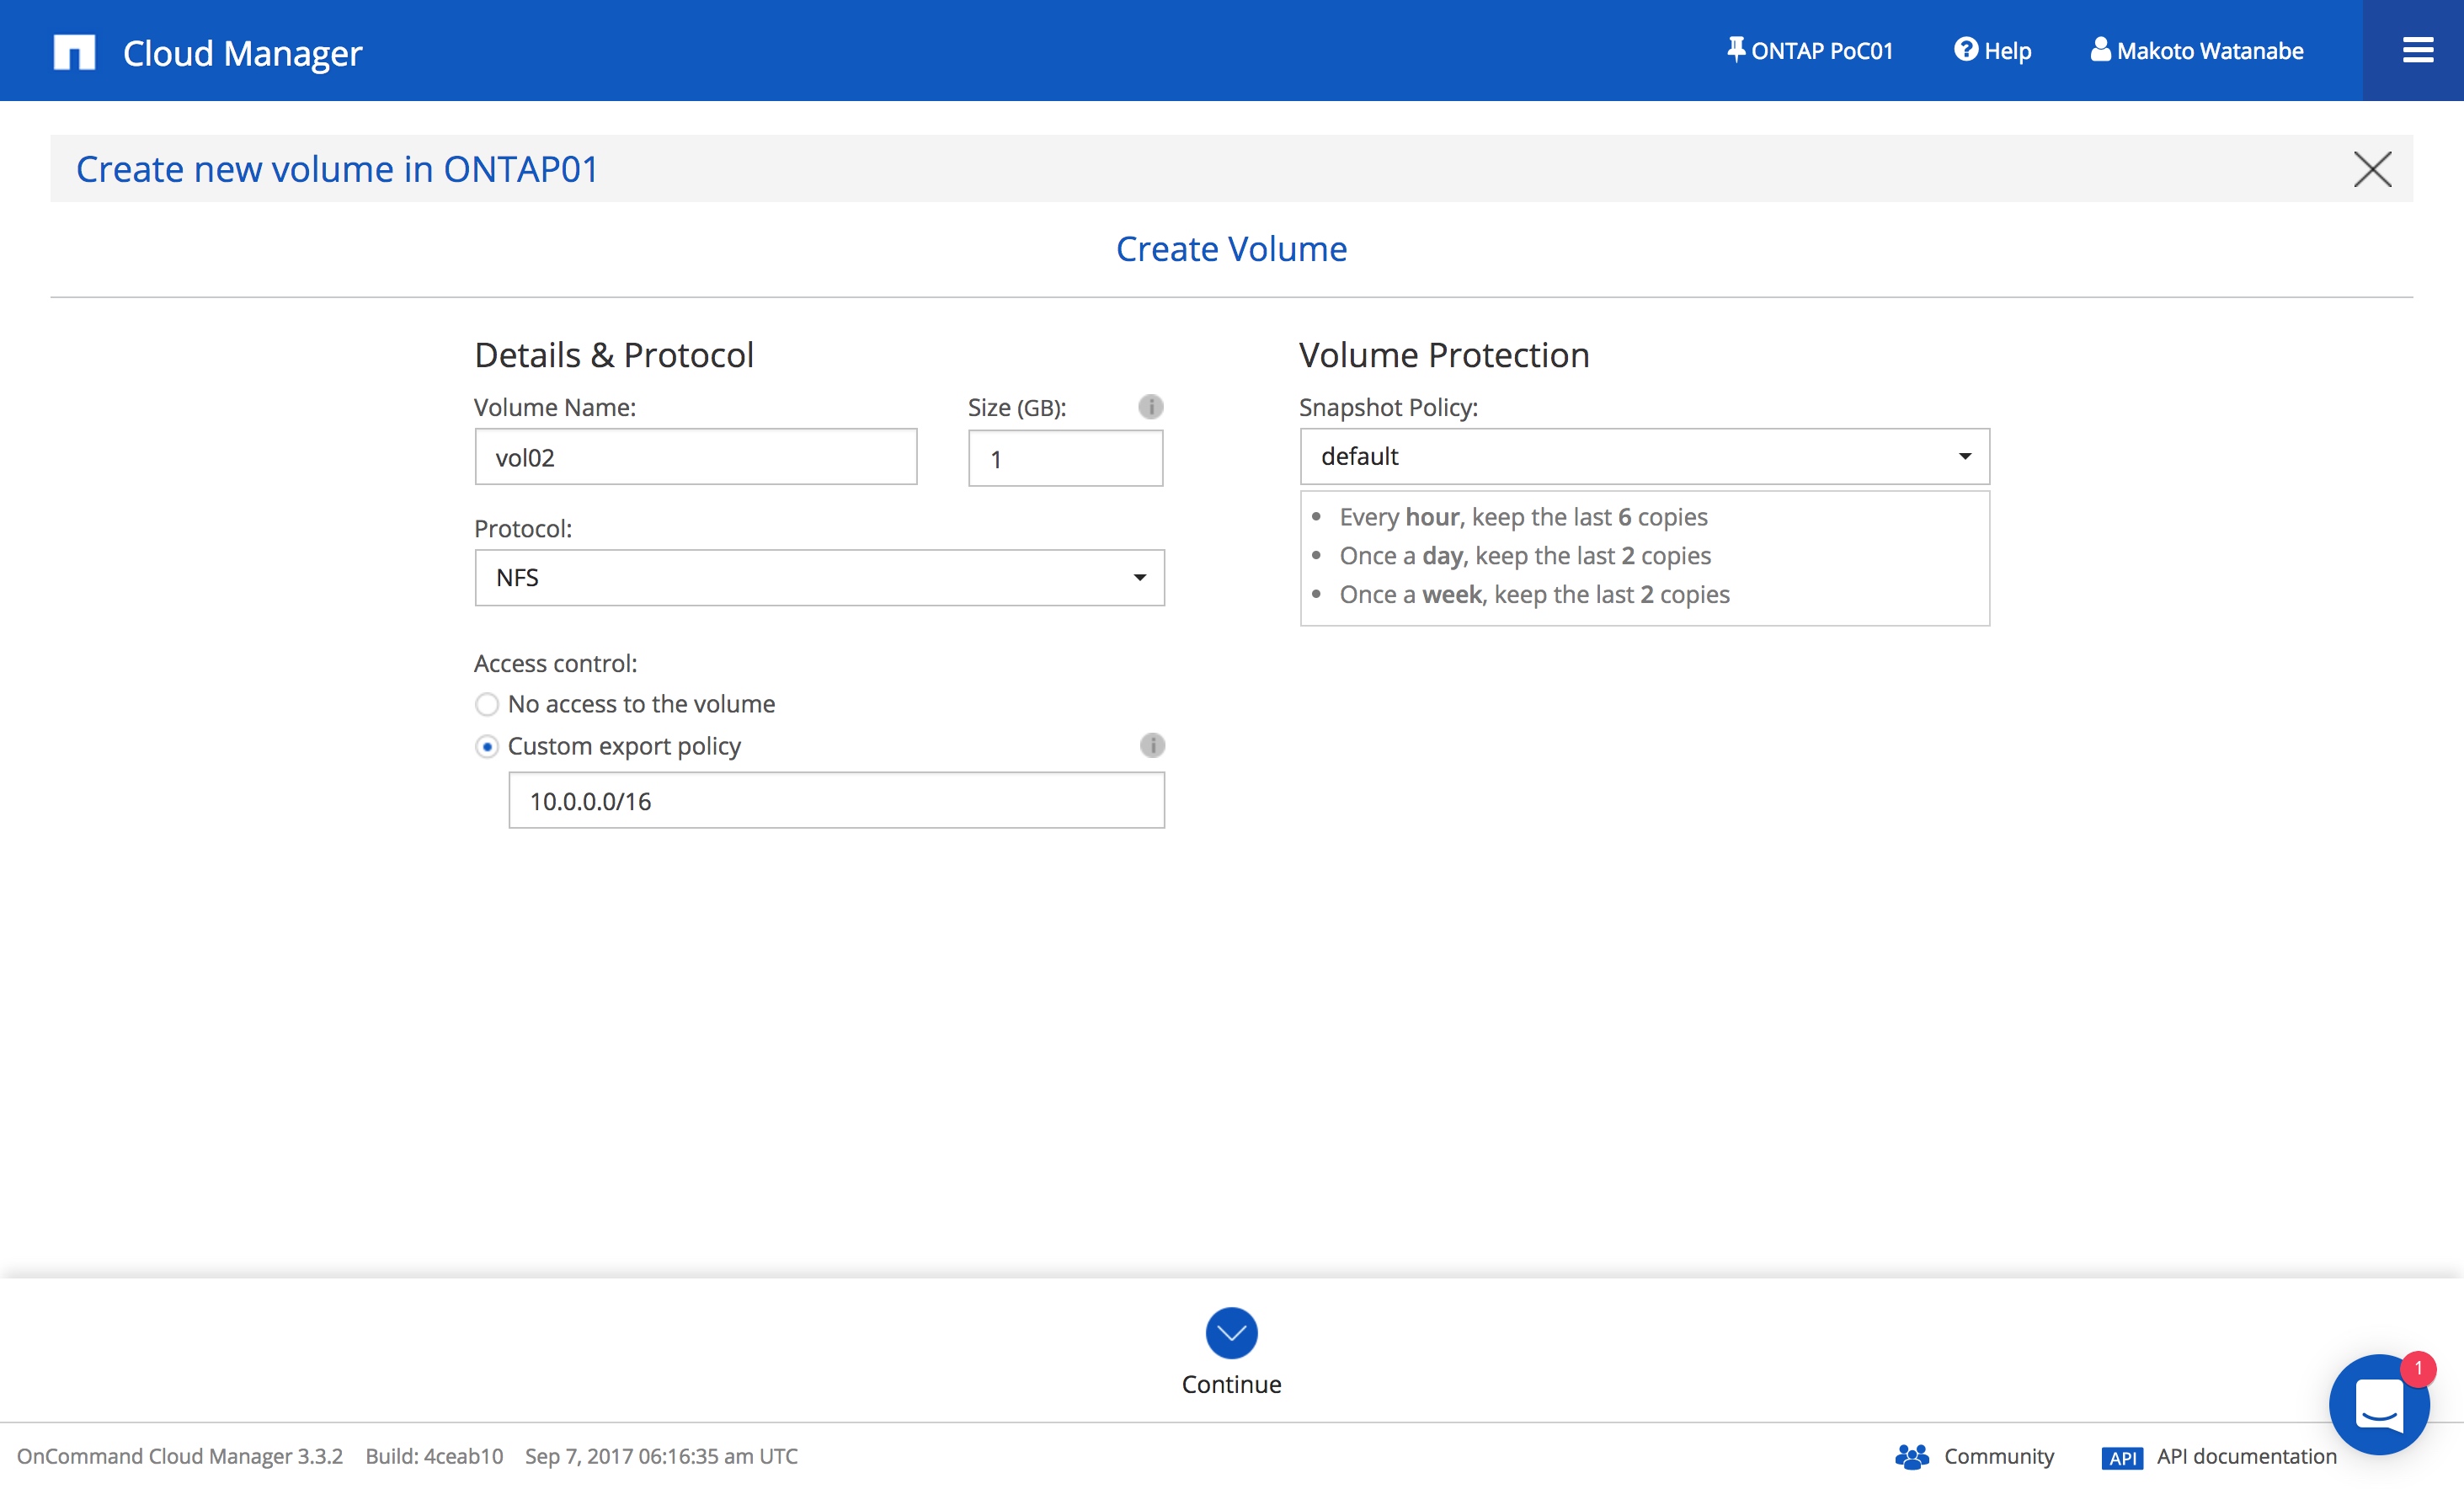 Cloud Manager
ONTAP PoC01
Help
Makoto Watanabe
Create new volume in ONTAP01
Create Volume
Details & Protocol
Volume Name:
Size (GB):
vol02
1
Protocol:
NFS
Access control:
No access to the volume
Custom export policy
10.0.0.0/16
Volume Protection
Snapshot Policy:
default
Every hour, keep the last 6 copies
Once a day, keep the last 2 copies
Once a week, keep the last 2 copies
Continue
1
OnCommand Cloud Manager 3.3.2 Build: 4ceab10 Sep 7, 2017 06:16:35 am UTC
Community
API API documentation